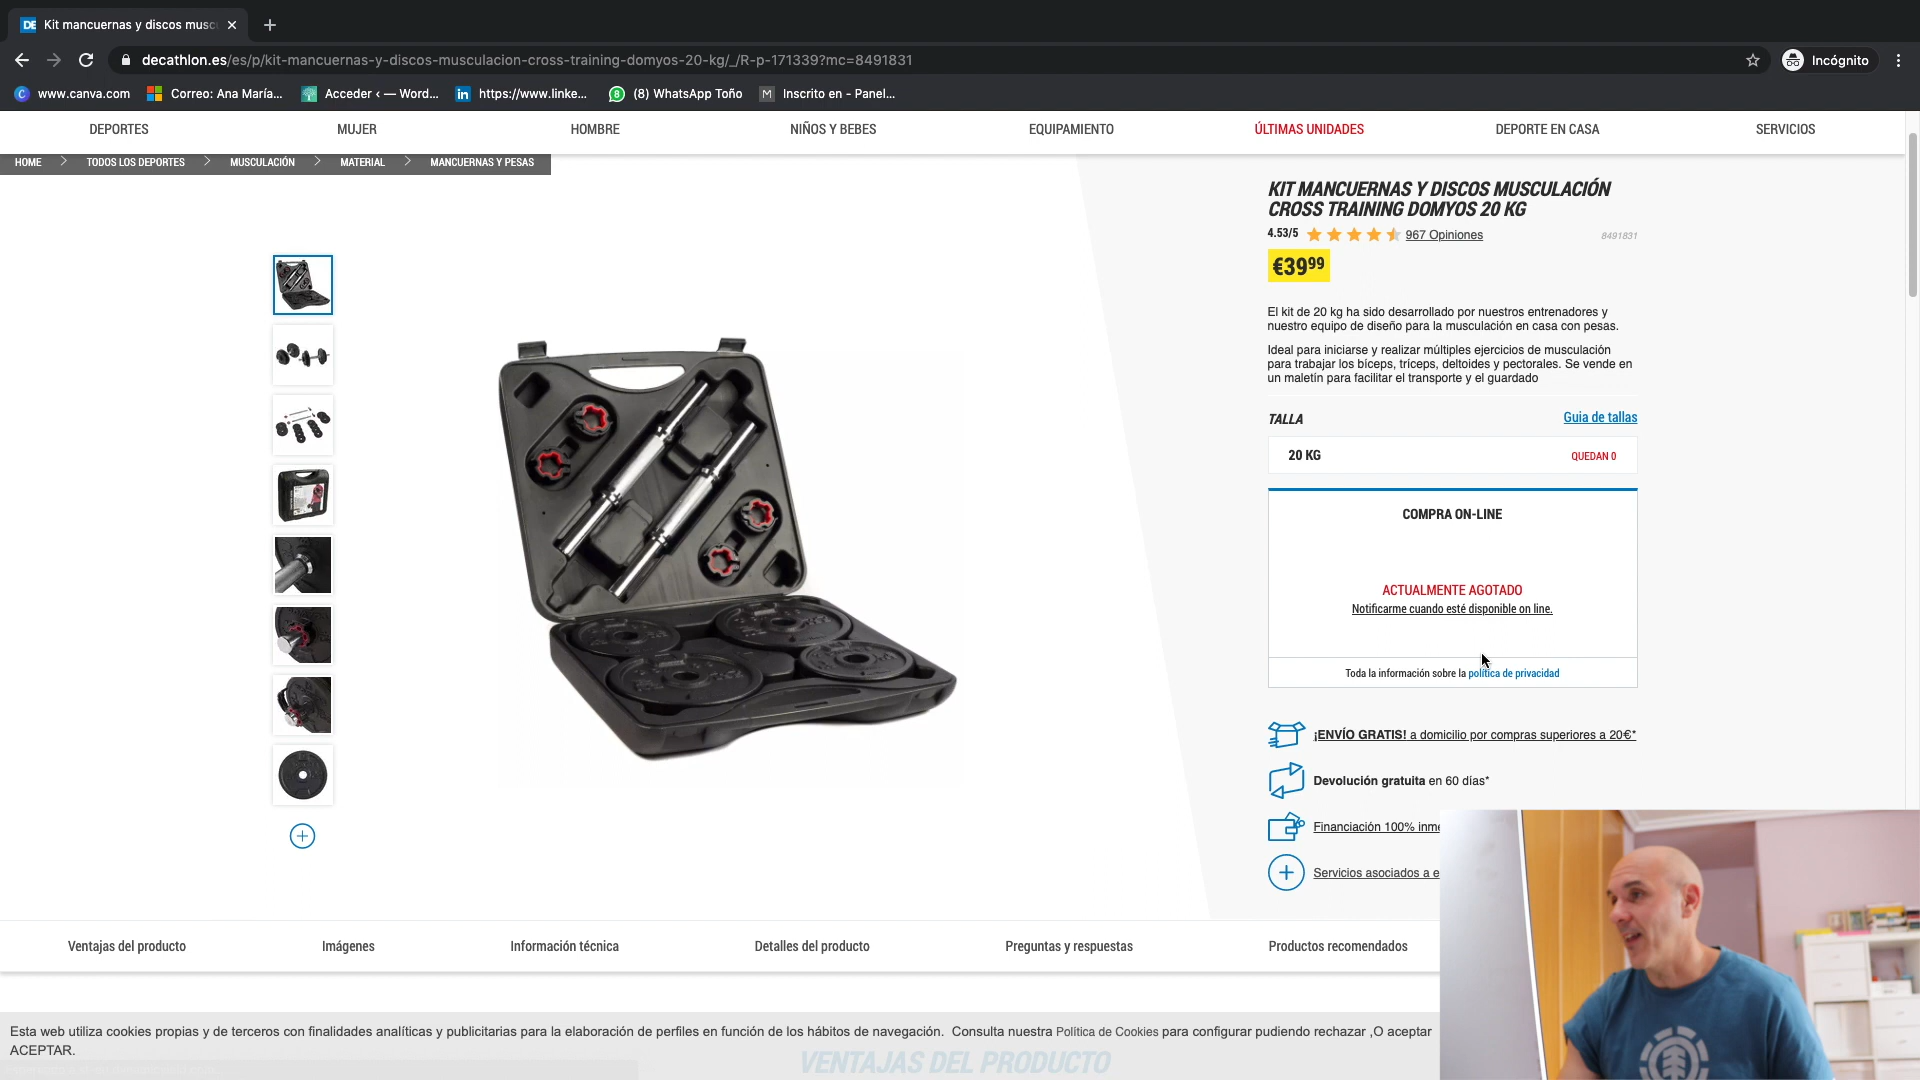 DE Kit mancuernas y discos musc
decathlon.es/es/p/kit-mancuernas-y-discos-musculacion-cross-training-domyos-20-kg/_/R-p-171339?mc=8491831
Incógnito
www.canva.com
Correo: Ana María...
Acceder ‹ — Word...
https://www.linke...
(8) WhatsApp Toño
Inscrito en - Panel...
DEPORTES
MUJER
HOMBRE
NIÑOS Y BEBES
EQUIPAMIENTO
ÚLTIMAS UNIDADES
DEPORTE EN CASA
SERVICIOS
HOME
TODOS LOS DEPORTES
MUSCULACIÓN
MATERIAL
MANCUERNAS Y PESAS
KIT MANCUERNAS Y DISCOS MUSCULACIÓN
CROSS TRAINING DOMYOS 20 KG
4.53/5
967 Opiniones
8491831
€39⁹⁹
El kit de 20 kg ha sido desarrollado por nuestros entrenadores y
nuestro equipo de diseño para la musculación en casa con pesas.
Ideal para iniciarse y realizar múltiples ejercicios de musculación
para trabajar los bíceps, tríceps, deltoides y pectorales. Se vende en
un maletín para facilitar el transporte y el guardado
TALLA
Guia de tallas
20 KG
QUEDAN 0
COMPRA ON-LINE
ACTUALMENTE AGOTADO
Notificarme cuando esté disponible on line.
Toda la información sobre la política de privacidad
¡ENVÍO GRATIS! a domicilio por compras superiores a 20€*
Devolución gratuita en 60 días*
Financiación 100% inme
Servicios asociados a e
Ventajas del producto
Imágenes
Información técnica
Detalles del producto
Preguntas y respuestas
Productos recomendados
Esta web utiliza cookies propias y de terceros con finalidades analíticas y publicitarias para la elaboración de perfiles en función de los hábitos de navegación. Consulta nuestra Política de Cookies para configurar pudiendo rechazar ,O aceptar
ACEPTAR.
VENTAJAS DEL PRODUCTO